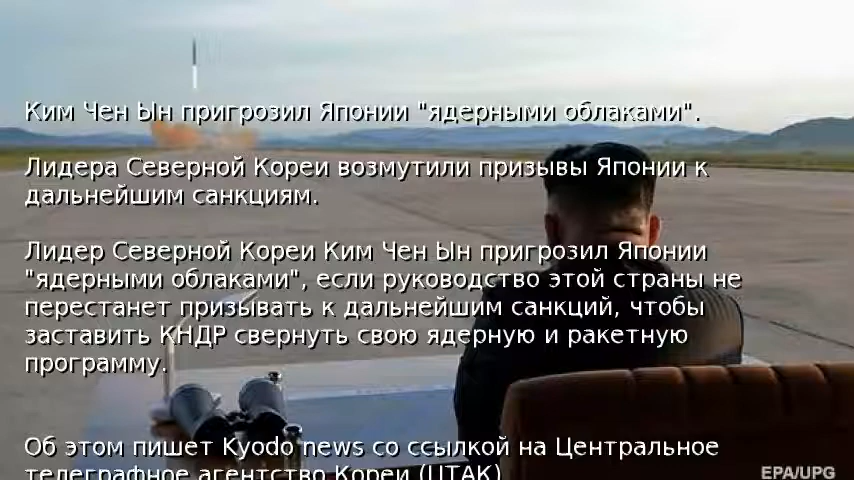 Ким Чен Ын пригрозил Японии "ядерными облаками".
Лидера Северной Кореи возмутили призывы Японии к
дальнейшим санкциям.
Лидер Северной Кореи Ким Чен Ын пригрозил Японии
"ядерными облаками", если руководство этой страны не
перестанет призывать к дальнейшим санкций, чтобы
заставить КНДР свернуть свою ядерную и ракетную
программу.
Об этом пишет Kyodo news со ссылкой на Центральное
телеграфное агентство Кореи (ЦТАК)
EPA/UPG